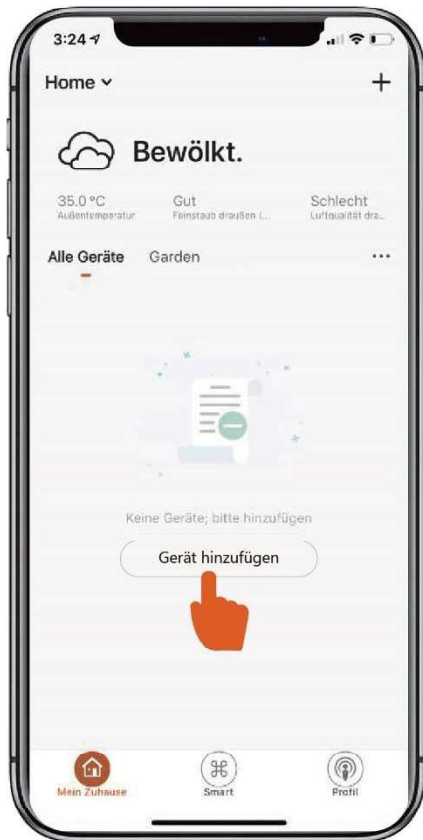 3:24
Home
+
Bewölkt.
35.0 °C Gut Schlecht
Außentemperatur Feinstaub draußen (... Luftqualität dra...
Alle Geräte Garden ...
Keine Geräte; bitte hinzufügen
Gerät hinzufügen
Mein Zuhause Smart Profil